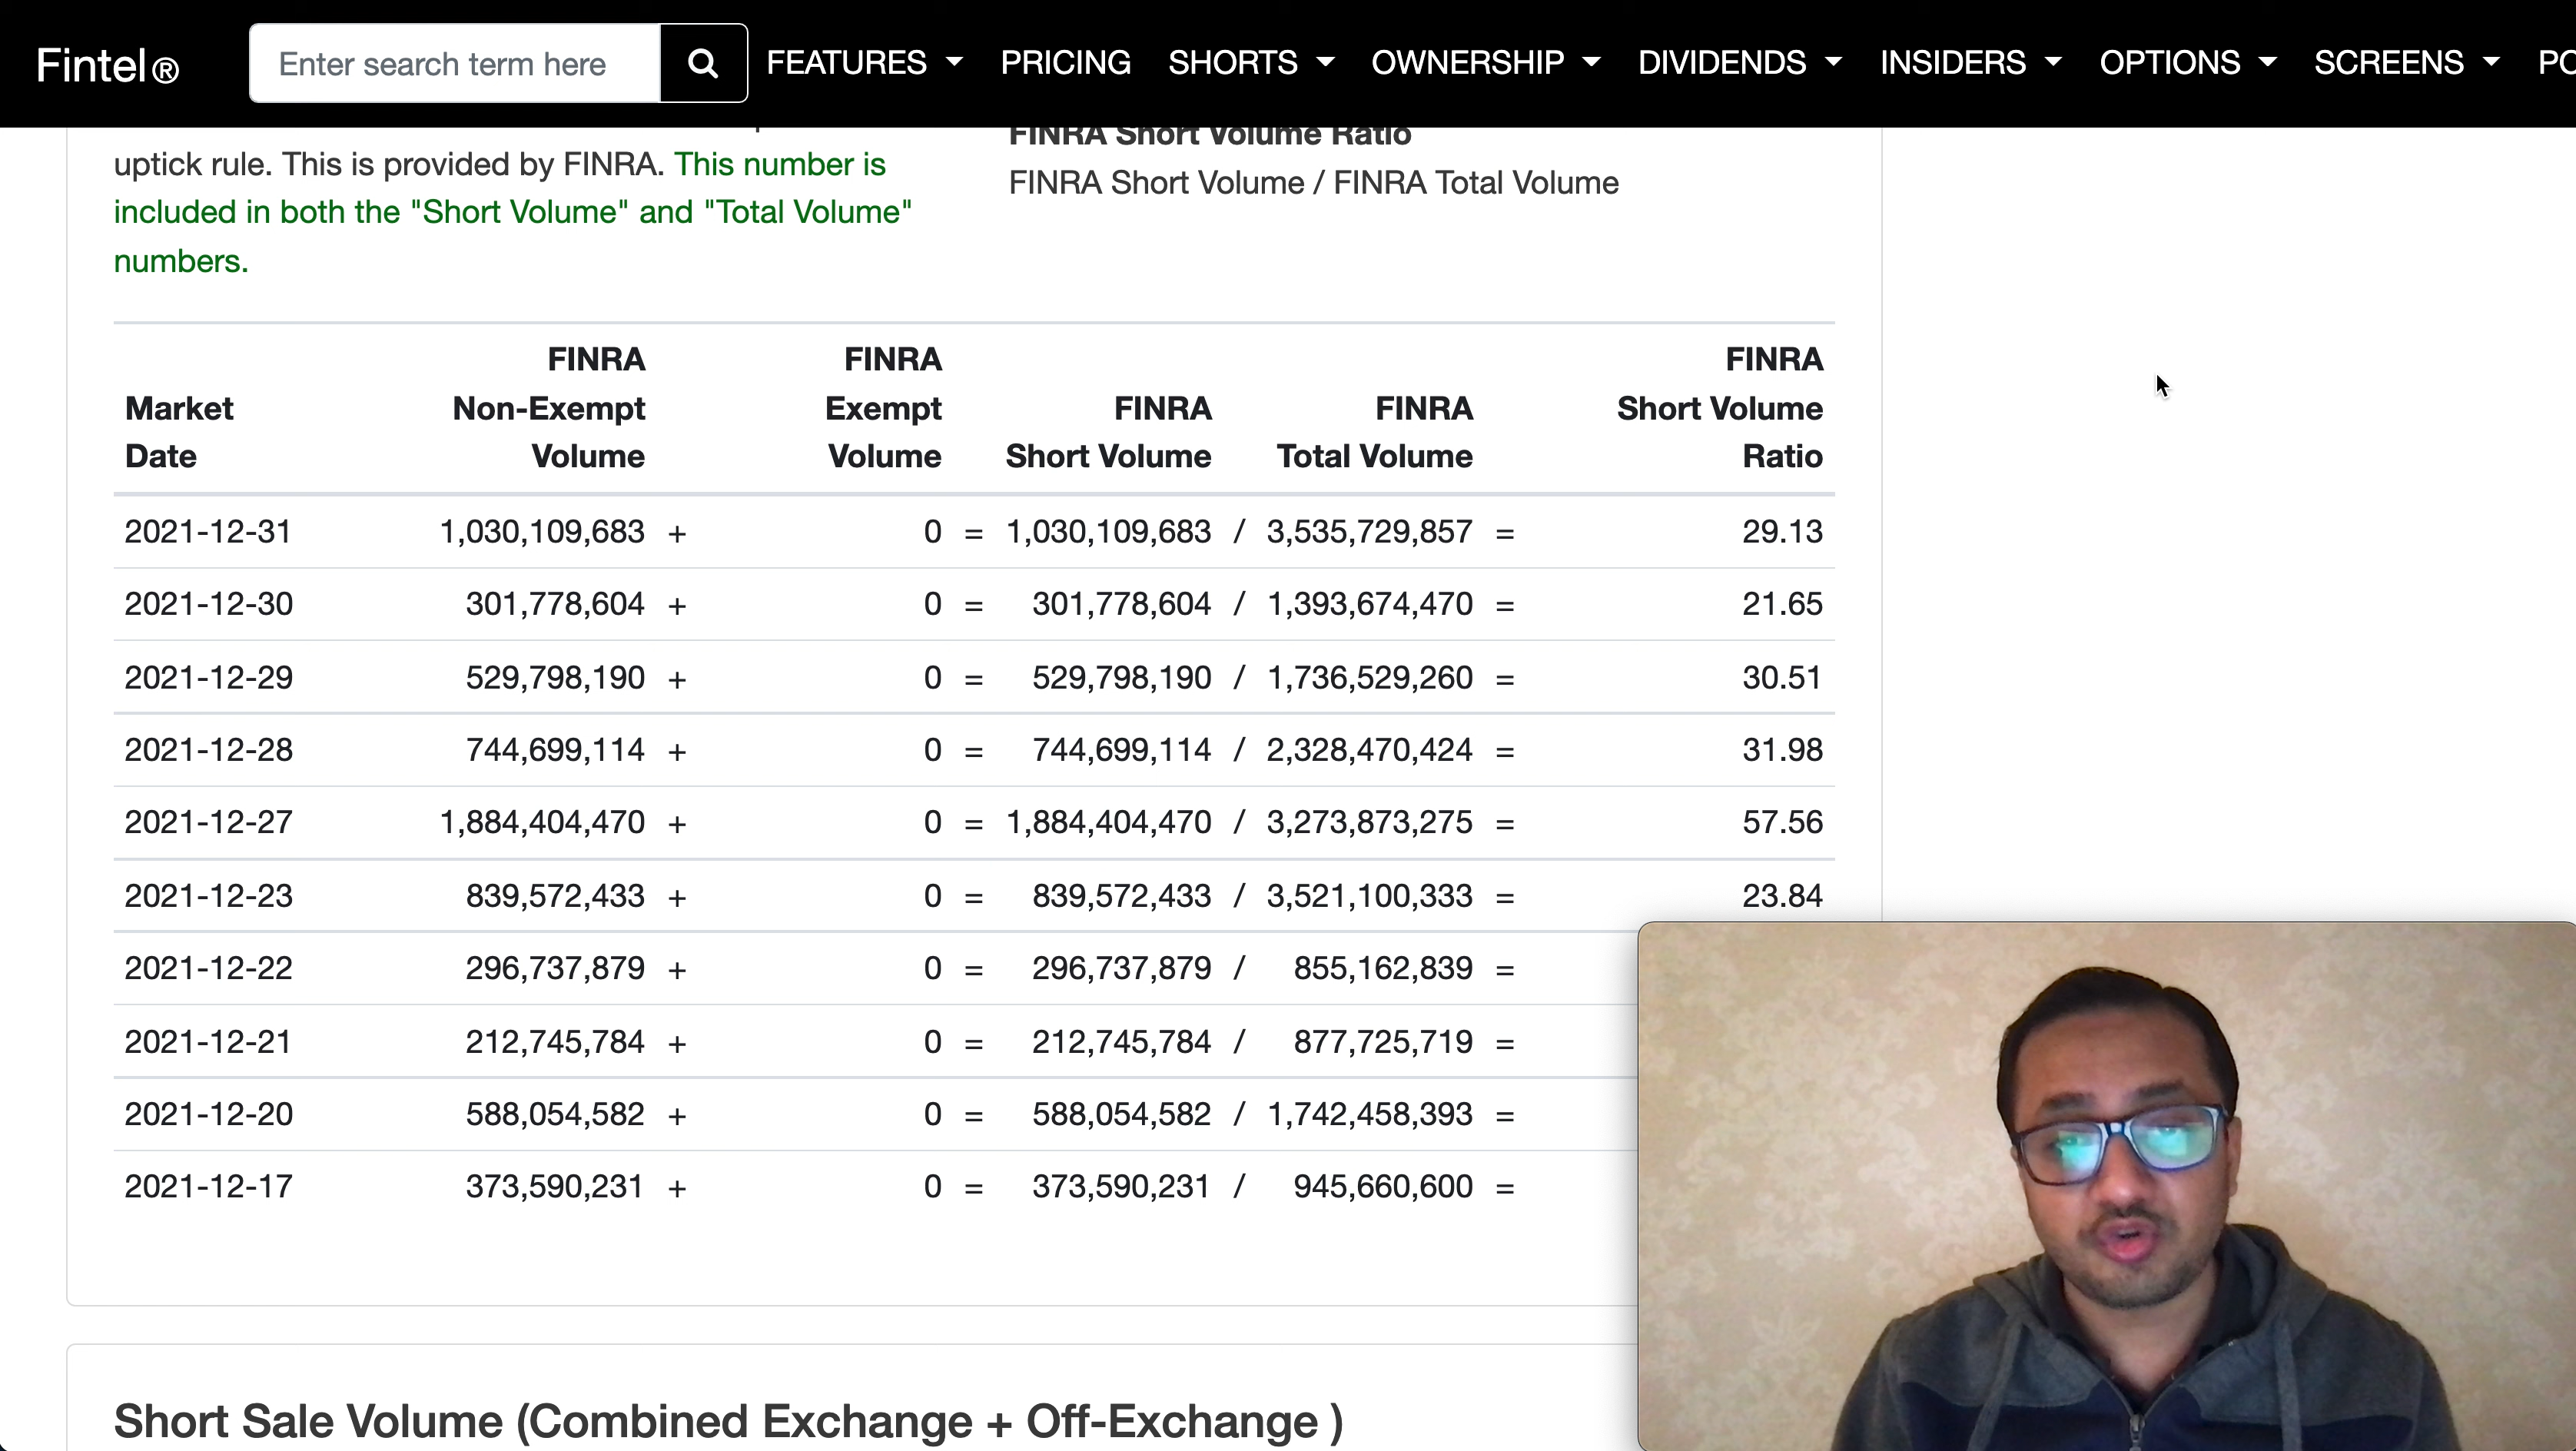 Fintel®
Enter search term here
FEATURES
PRICING
SHORTS
OWNERSHIP
DIVIDENDS
INSIDERS
OPTIONS
SCREENS
PO
uptick rule. This is provided by FINRA. This number is
included in both the "Short Volume" and "Total Volume"
numbers.
FINRA Short Volume Ratio
FINRA Short Volume / FINRA Total Volume
Market Date FINRA Non-Exempt Volume FINRA Exempt Volume FINRA Short Volume FINRA Total Volume FINRA Short Volume Ratio
2021-12-31 1,030,109,683 + 0 = 1,030,109,683 / 3,535,729,857 = 29.13
2021-12-30 301,778,604 + 0 = 301,778,604 / 1,393,674,470 = 21.65
2021-12-29 529,798,190 + 0 = 529,798,190 / 1,736,529,260 = 30.51
2021-12-28 744,699,114 + 0 = 744,699,114 / 2,328,470,424 = 31.98
2021-12-27 1,884,404,470 + 0 = 1,884,404,470 / 3,273,873,275 = 57.56
2021-12-23 839,572,433 + 0 = 839,572,433 / 3,521,100,333 = 23.84
2021-12-22 296,737,879 + 0 = 296,737,879 / 855,162,839 =
2021-12-21 212,745,784 + 0 = 212,745,784 / 877,725,719 =
2021-12-20 588,054,582 + 0 = 588,054,582 / 1,742,458,393 =
2021-12-17 373,590,231 + 0 = 373,590,231 / 945,660,600 =
Short Sale Volume (Combined Exchange + Off-Exchange )